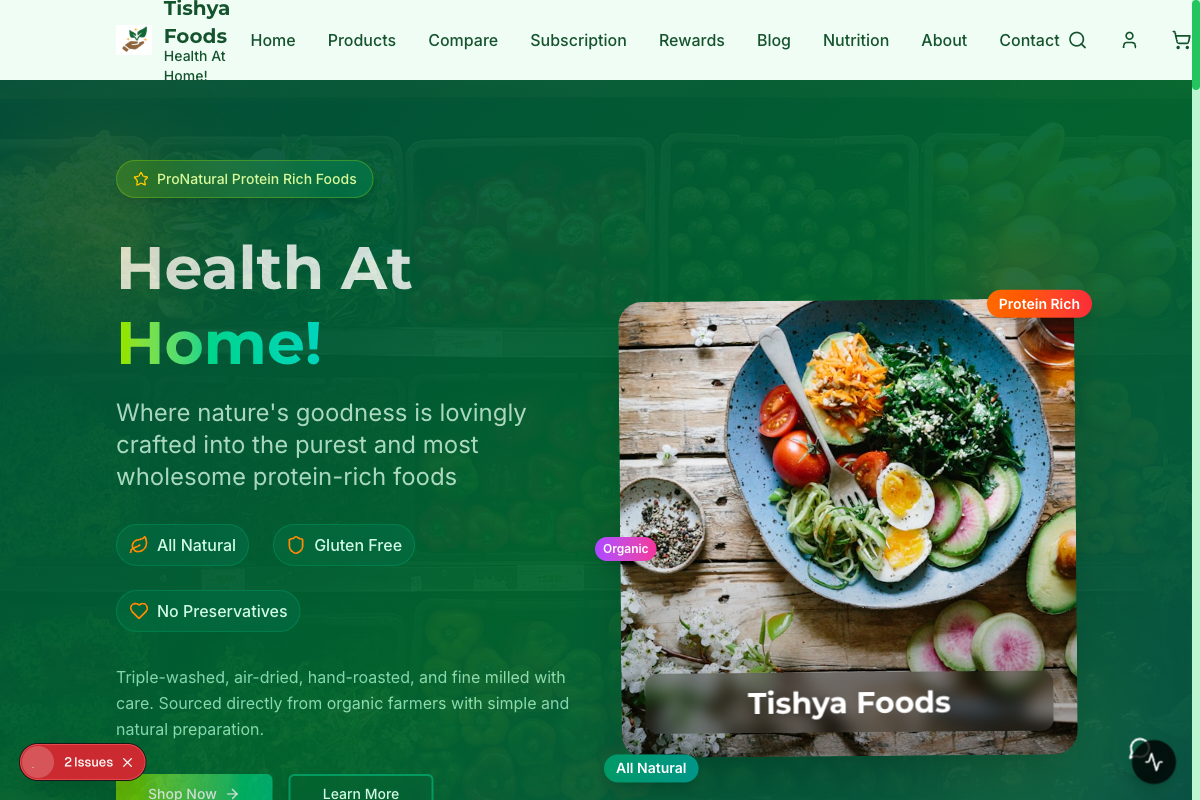 Tishya
Foods
Health At
Home!
Home
Products
Compare
Subscription
Rewards
Blog
Nutrition
About
Contact
ProNatural Protein Rich Foods
Health At
Home!
Where nature's goodness is lovingly
crafted into the purest and most
wholesome protein-rich foods
All Natural
Gluten Free
No Preservatives
Triple-washed, air-dried, hand-roasted, and fine milled with
care. Sourced directly from organic farmers with simple and
natural preparation.
Shop Now
Learn More
Protein Rich
Organic
Tishya Foods
All Natural
2 Issues